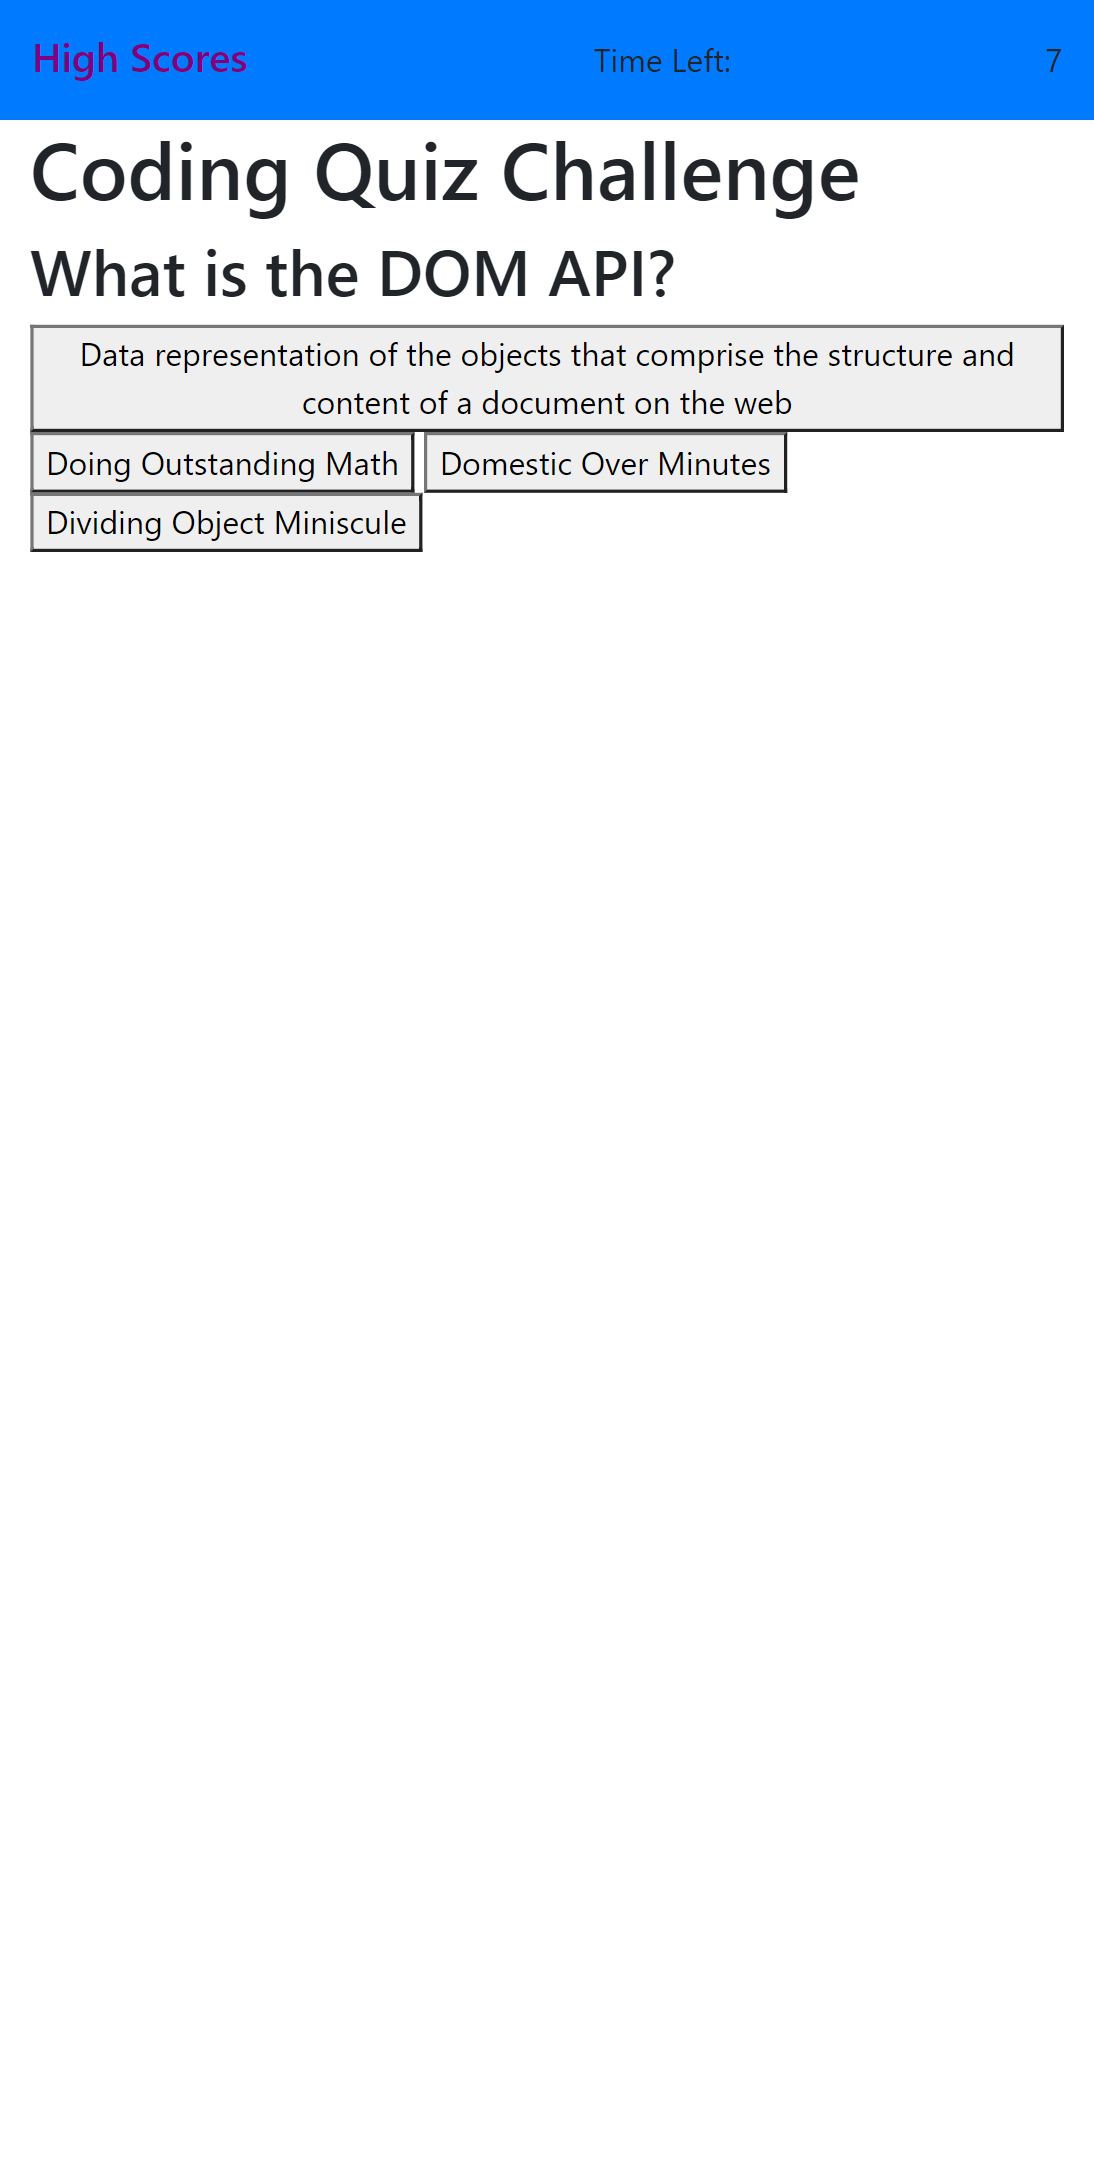 High Scores Time Left: 7
Coding Quiz Challenge
What is the DOM API?
Data representation of the objects that comprise the structure and
content of a document on the web
Doing Outstanding Math Domestic Over Minutes
Dividing Object Miniscule